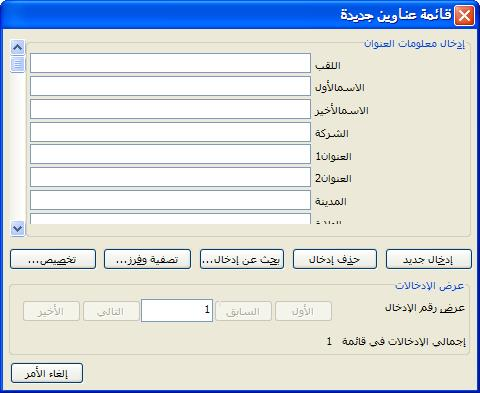 قائمة عناوين جديدة
إدخال معلومات العنوان
اللقب
الاسمالأول
الاسمالأخير
الشركة
العنوان1
العنوان2
المدينة
إدخال جديد
حذف إدخال
بحث عن إدخال...
تصفية وفرز...
تخصيص...
عرض الإدخالات
عرض رقم الإدخال
الأول
السابق
1
التالي
الأخير
إجمالي الإدخالات في قائمة 1
إلغاء الأمر